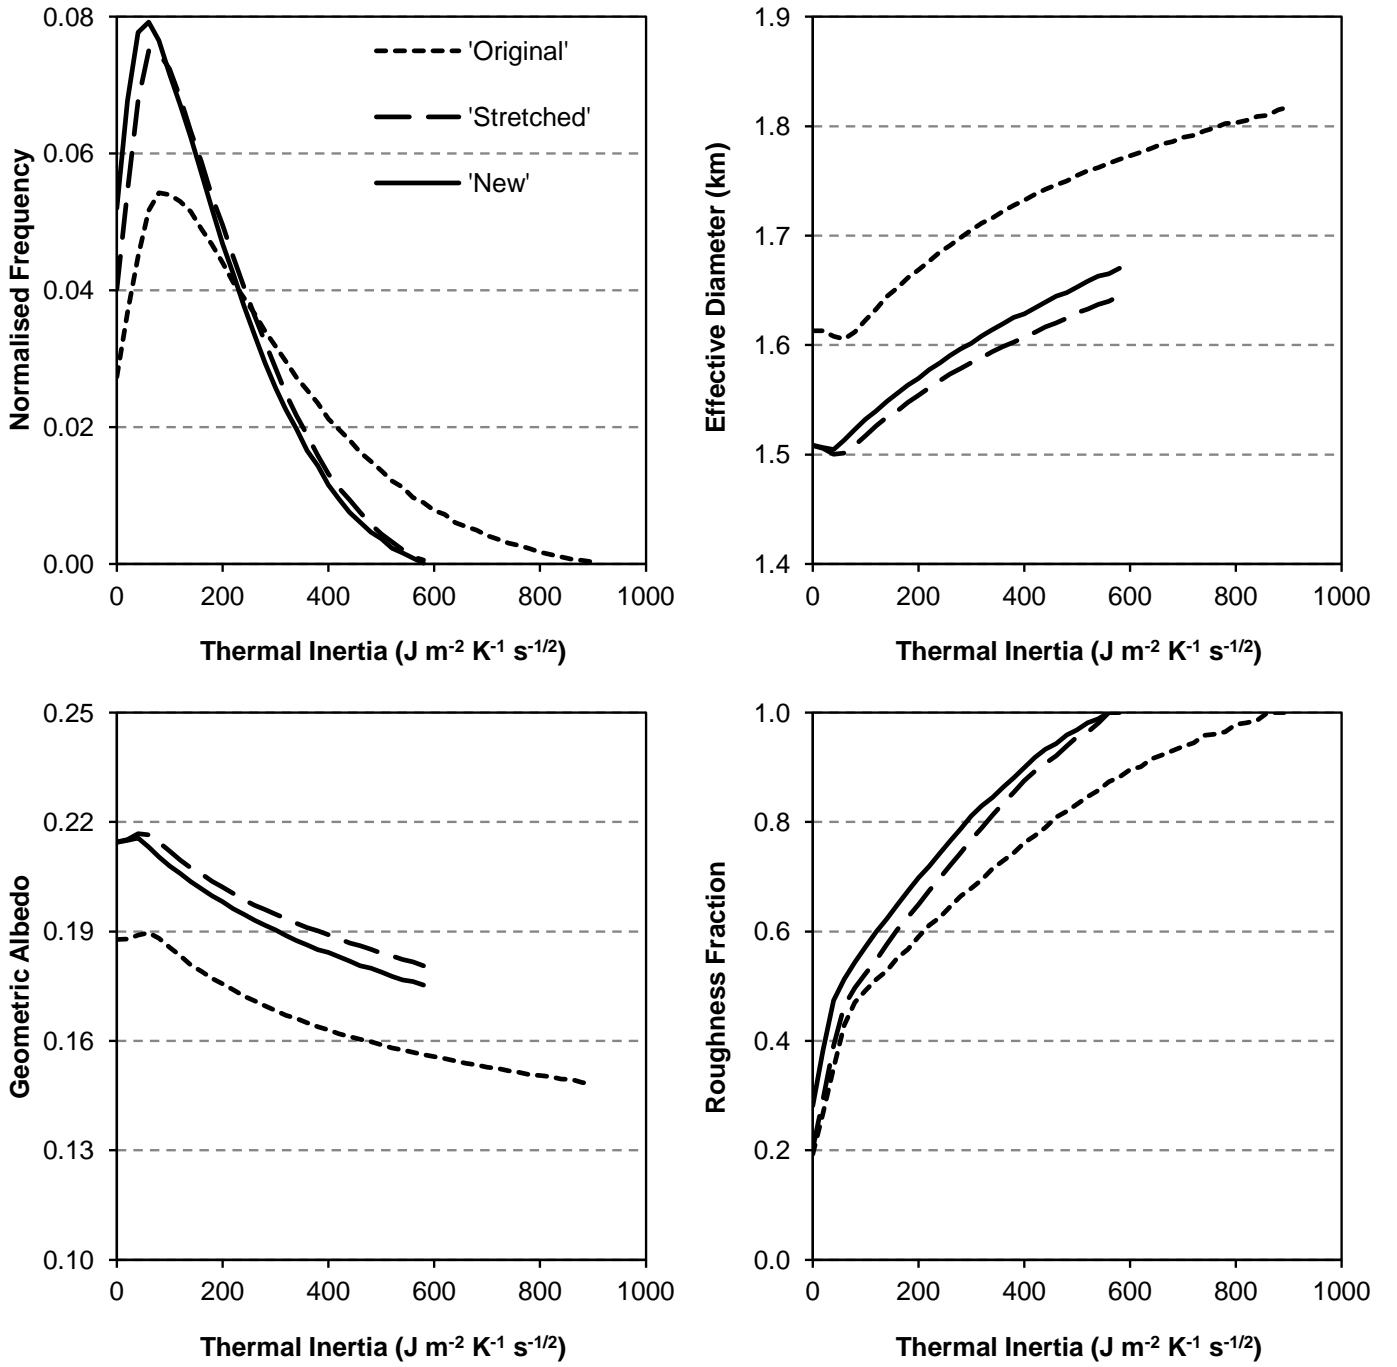 0.08
0.06
0.04
0.02
0.00
Normalised Frequency
'Original'
'Stretched'
'New'
0 200 400 600 800 1000
Thermal Inertia (J m-2 K-1 s-1/2)
1.9
1.8
1.7
1.6
1.5
1.4
Effective Diameter (km)
0 200 400 600 800 1000
Thermal Inertia (J m-2 K-1 s-1/2)
0.25
0.22
0.19
0.16
0.13
0.10
Geometric Albedo
0 200 400 600 800 1000
Thermal Inertia (J m-2 K-1 s-1/2)
1.0
0.8
0.6
0.4
0.2
0.0
Roughness Fraction
0 200 400 600 800 1000
Thermal Inertia (J m-2 K-1 s-1/2)